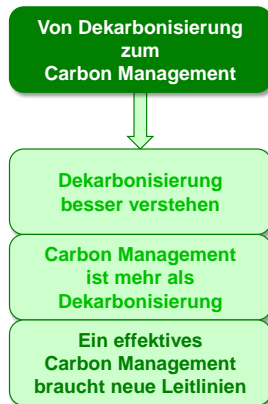 Von Dekarbonisierung
zum
Carbon Management
Dekarbonisierung
besser verstehen
Carbon Management
ist mehr als
Dekarbonisierung
Ein effektives
Carbon Management
braucht neue Leitlinien